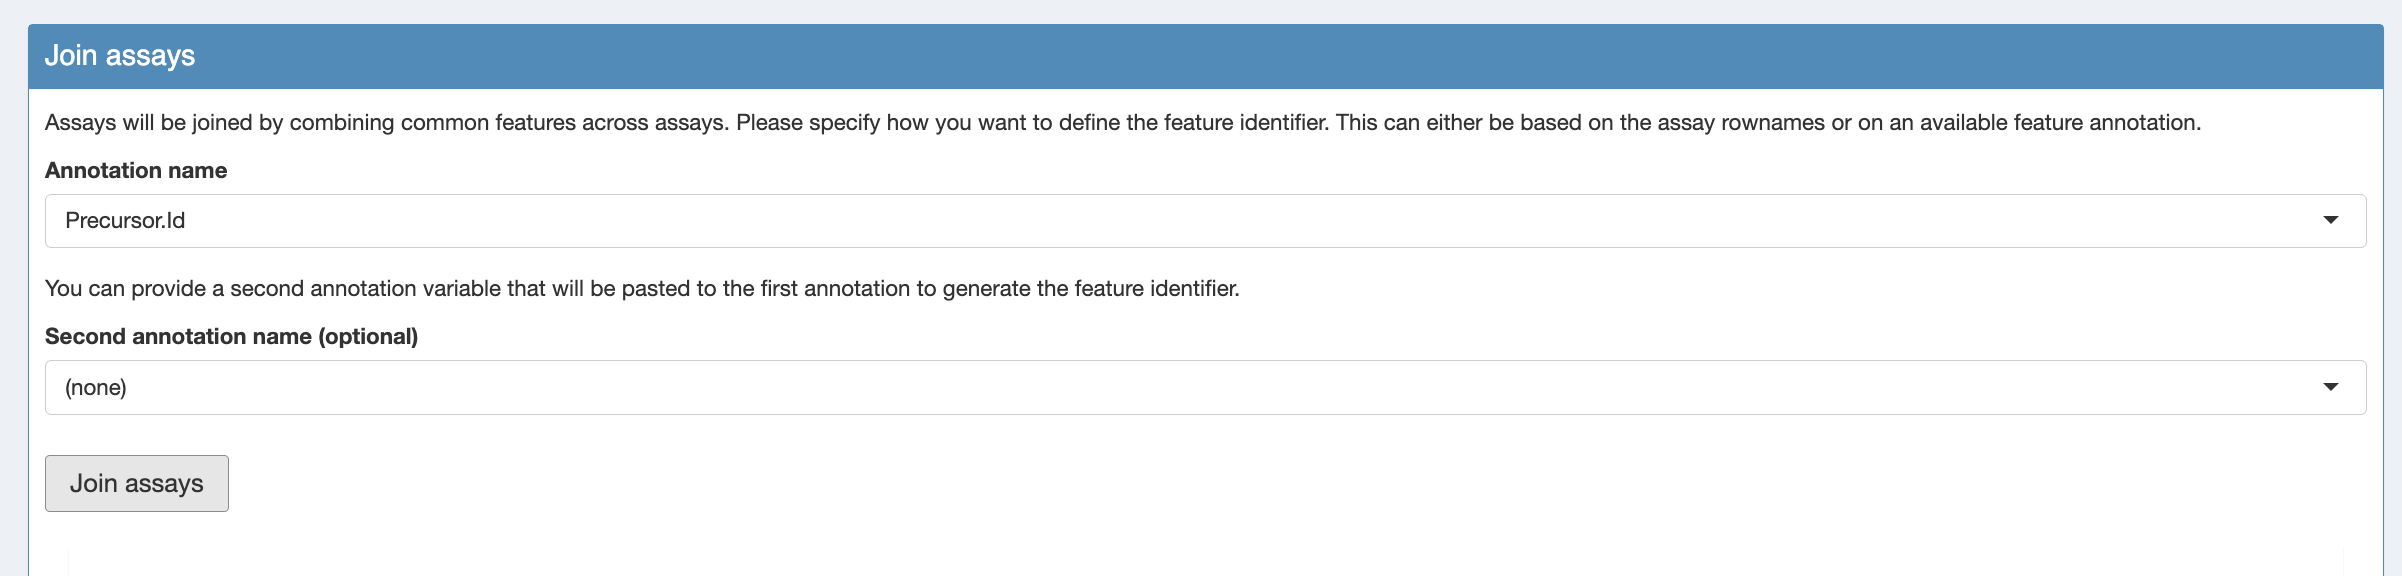 Join assays
Assays will be joined by combining common features across assays. Please specify how you want to define the feature identifier. This can either be based on the assay rownames or on an available feature annotation.
Annotation name
Precursor.Id
You can provide a second annotation variable that will be pasted to the first annotation to generate the feature identifier.
Second annotation name (optional)
(none)
Join assays